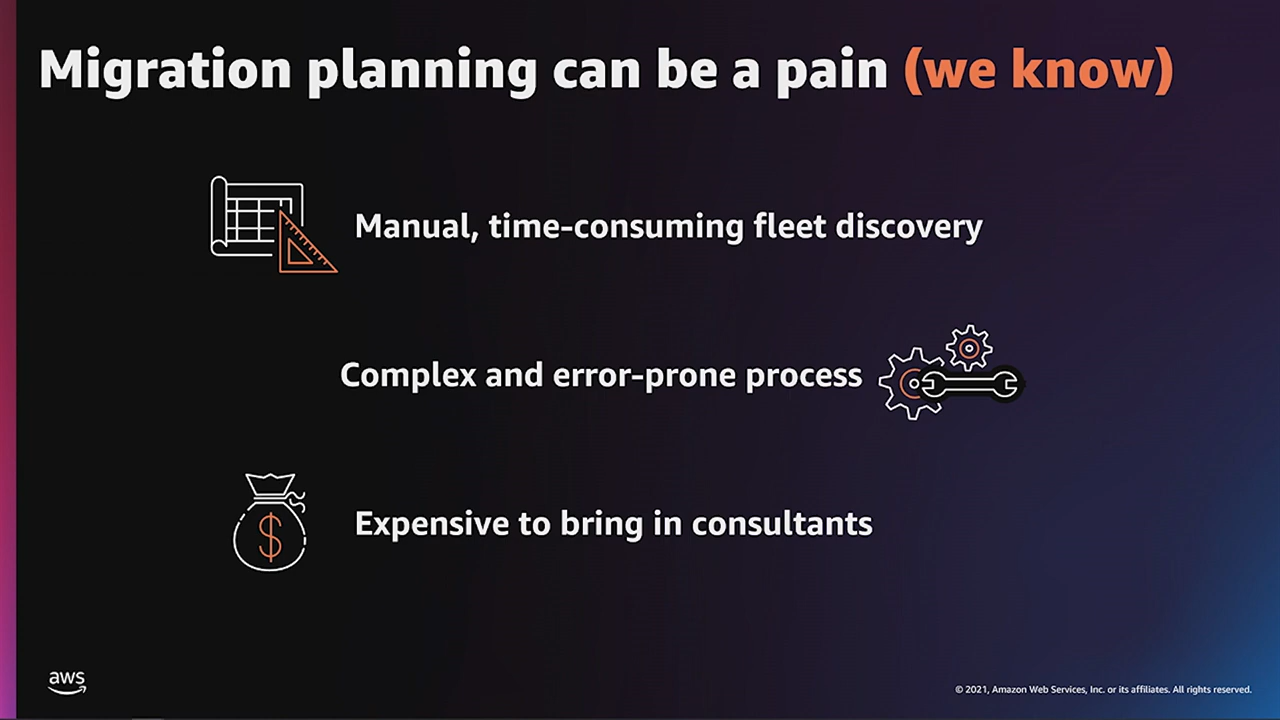 Migration planning can be a pain (we know)
Manual, time-consuming fleet discovery
Complex and error-prone process
$
Expensive to bring in consultants
aws
© 2021, Amazon Web Services, Inc. or its affiliates. All rights reserved.